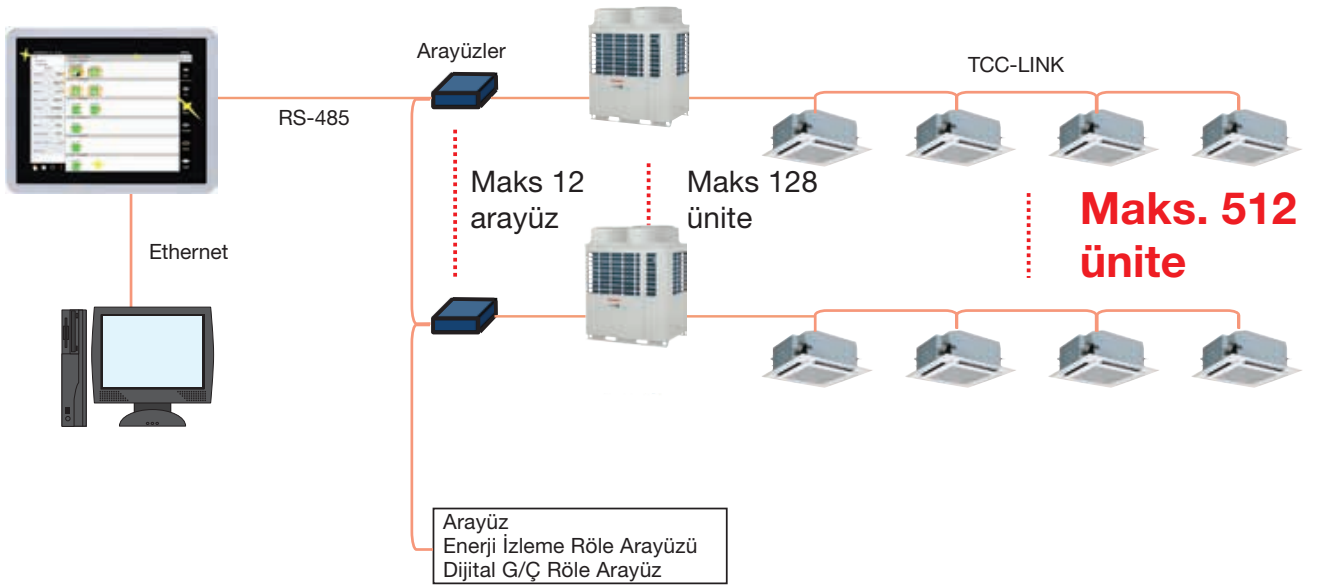 Arayüzler
TCC-LINK
RS-485
Maks 12
arayüz
Maks 128
ünite
Maks. 512
ünite
Ethernet
Arayüz
Enerji İzleme Röle Arayüzü
Dijital G/Ç Röle Arayüz